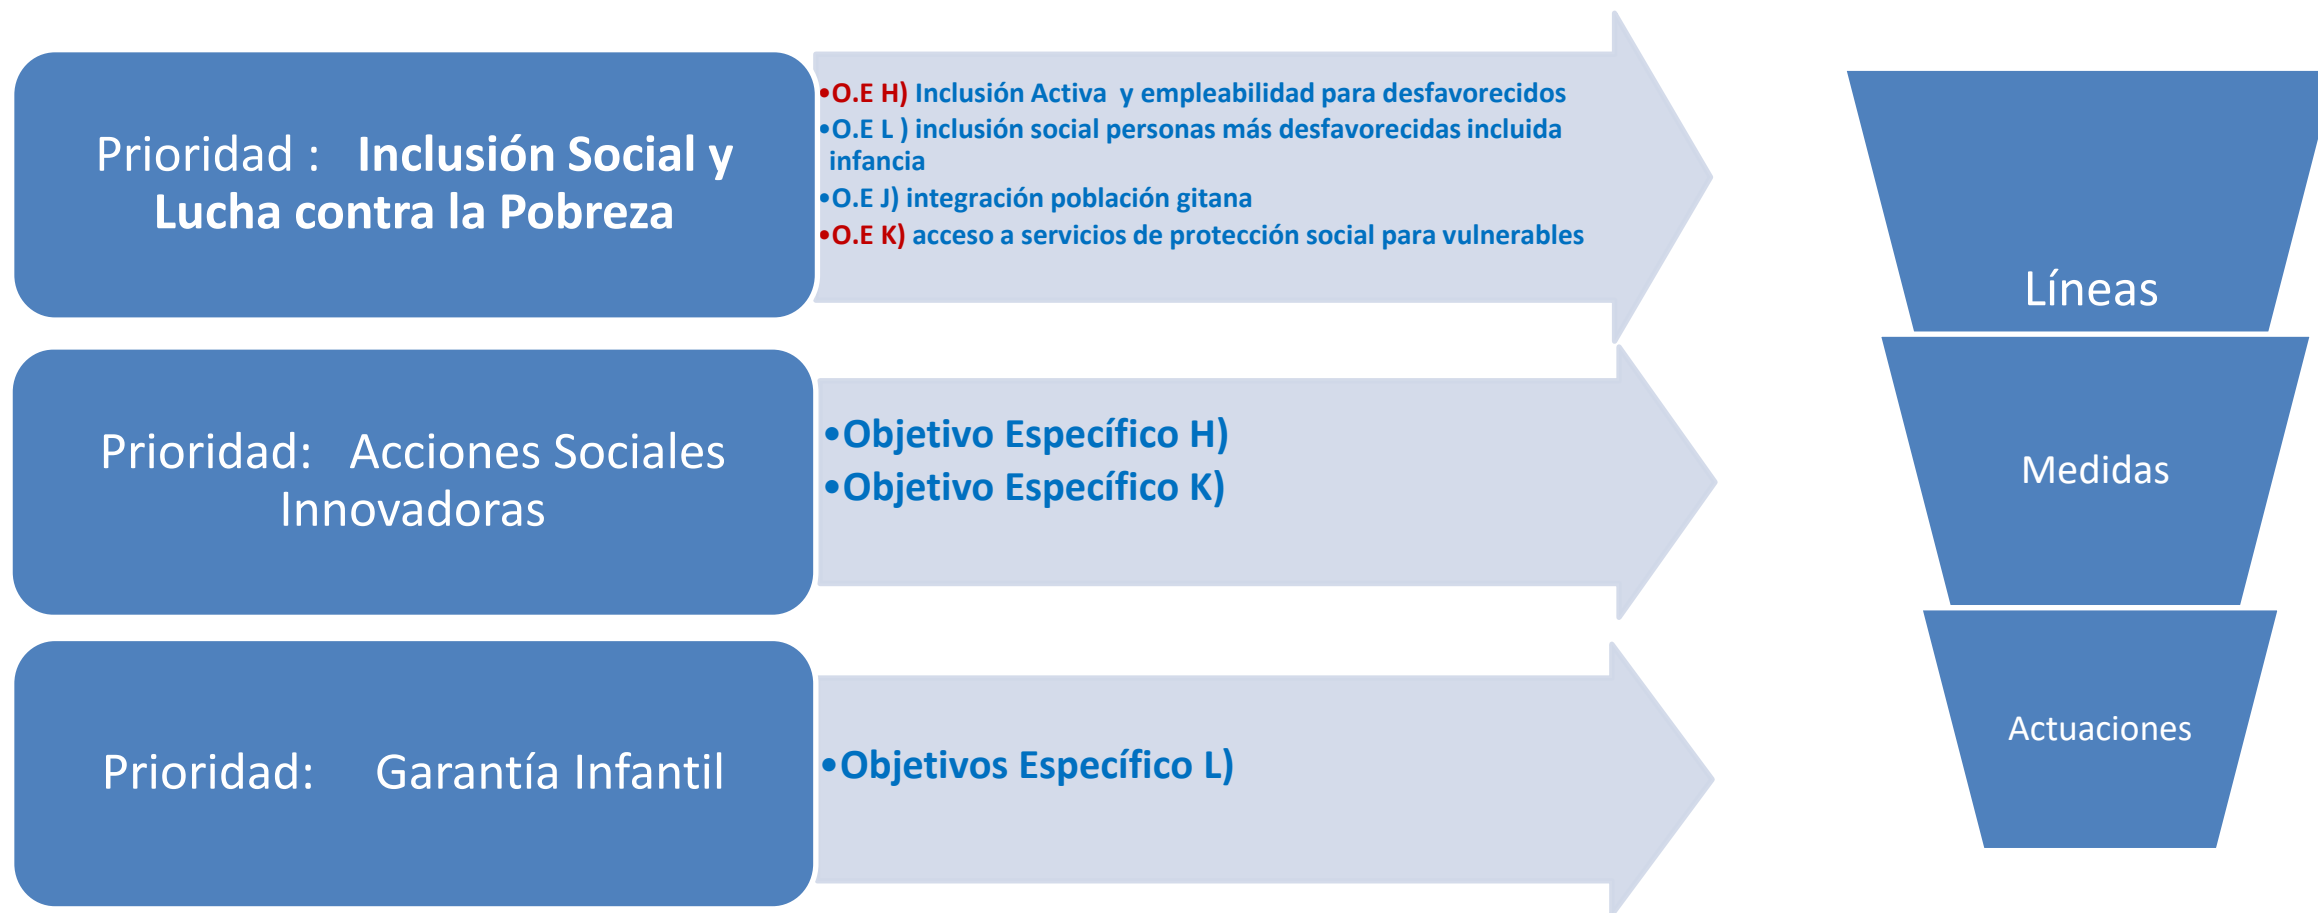 Prioridad : Inclusión Social y
Lucha contra la Pobreza
•O.E H) Inclusión Activa y empleabilidad para desfavorecidos
•O.E L ) inclusión social personas más desfavorecidas incluida
infancia
•O.E J) integración población gitana
•O.E K) acceso a servicios de protección social para vulnerables
Prioridad: Acciones Sociales
Innovadoras
•Objetivo Específico H)
•Objetivo Específico K)
Prioridad: Garantía Infantil
•Objetivos Específico L)
Líneas
Medidas
Actuaciones